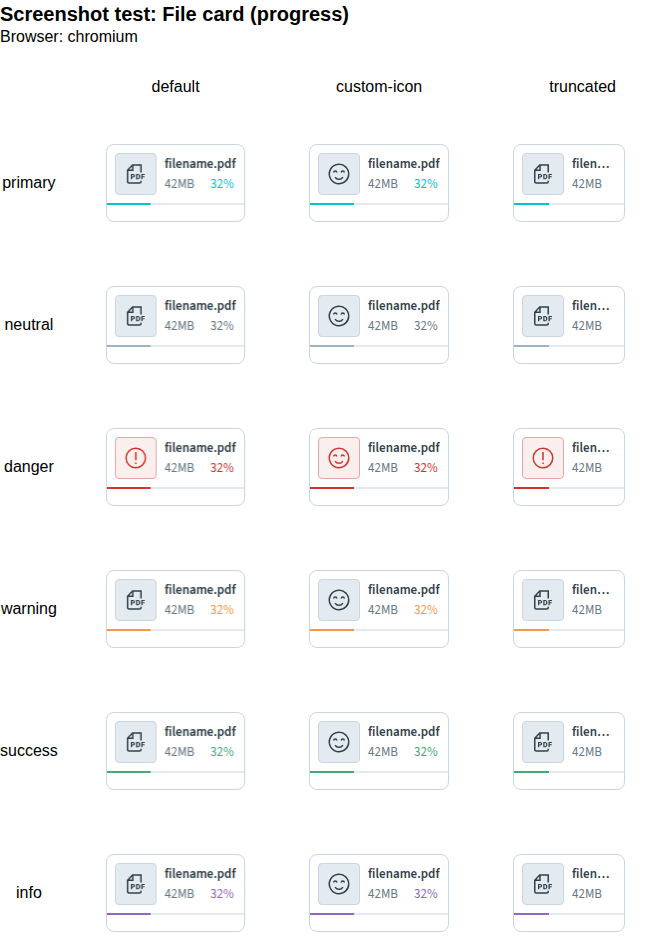 Screenshot test: File card (progress)
Browser: chromium
default custom-icon truncated
primary
PDF filename.pdf filename.pdf PDF filen...
42MB 32% 42MB 32% 42MB
neutral
PDF filename.pdf filename.pdf PDF filen...
42MB 32% 42MB 32% 42MB
danger
filename.pdf filename.pdf filen...
42MB 32% 42MB 32% 42MB
warning
PDF filename.pdf filename.pdf PDF filen...
42MB 32% 42MB 32% 42MB
success
PDF filename.pdf filename.pdf PDF filen...
42MB 32% 42MB 32% 42MB
info
PDF filename.pdf filename.pdf PDF filen...
42MB 32% 42MB 32% 42MB